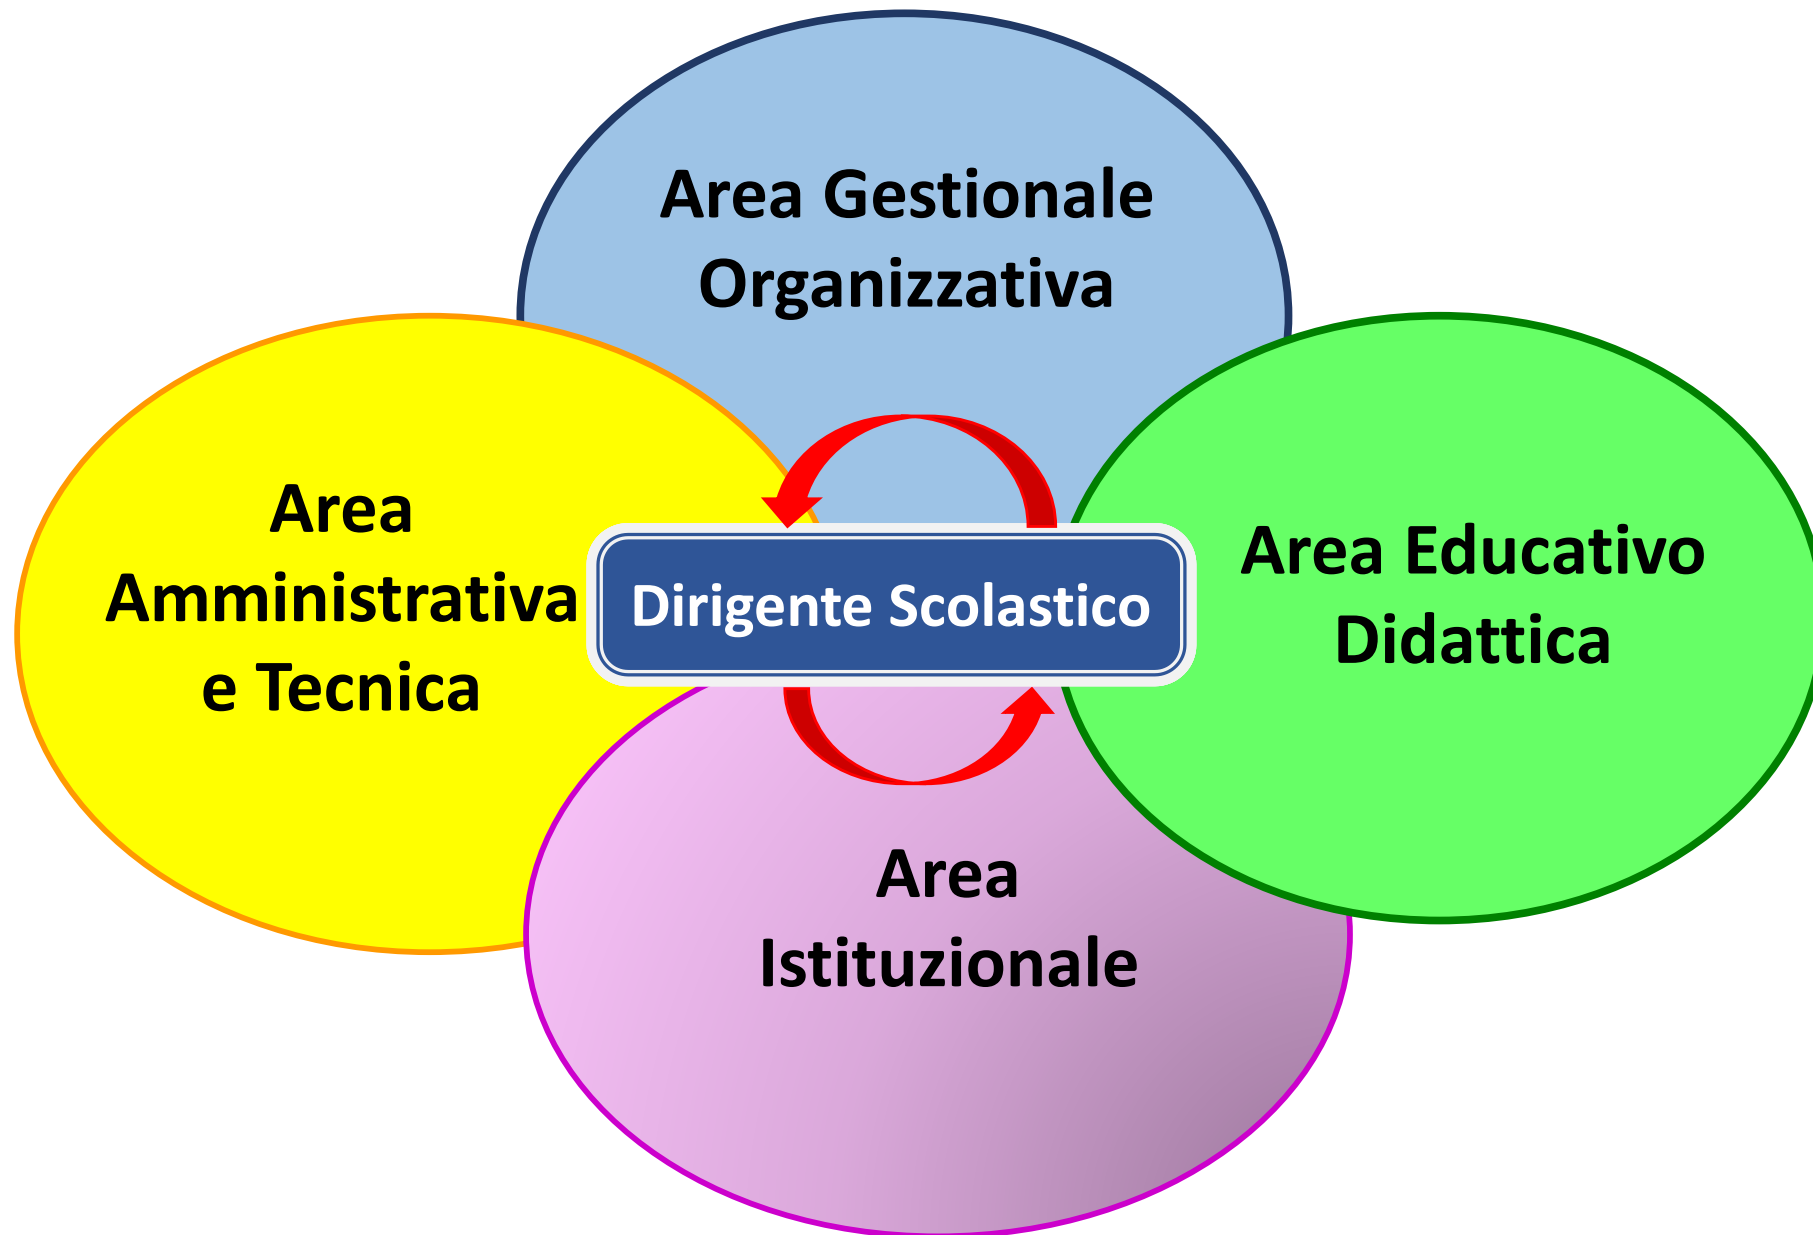 Area Gestionale
Organizzativa
Area
Amministrativa
e Tecnica
Dirigente Scolastico
Area Educativo
Didattica
Area
Istituzionale